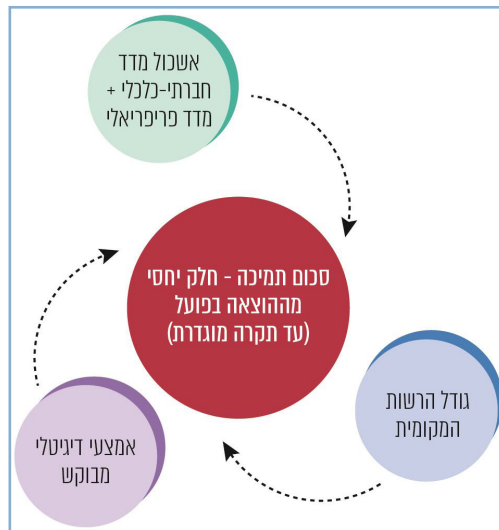 אשכול מדד
חברתי-כלכלי +
מדד פריפריאלי
סכום תמיכה - חלק יחסי
מההוצאה בפועל
(עד תקרה מוגדרת)
גודל הרשות
המקומית
אמצעי דיגיטלי
מבוקש